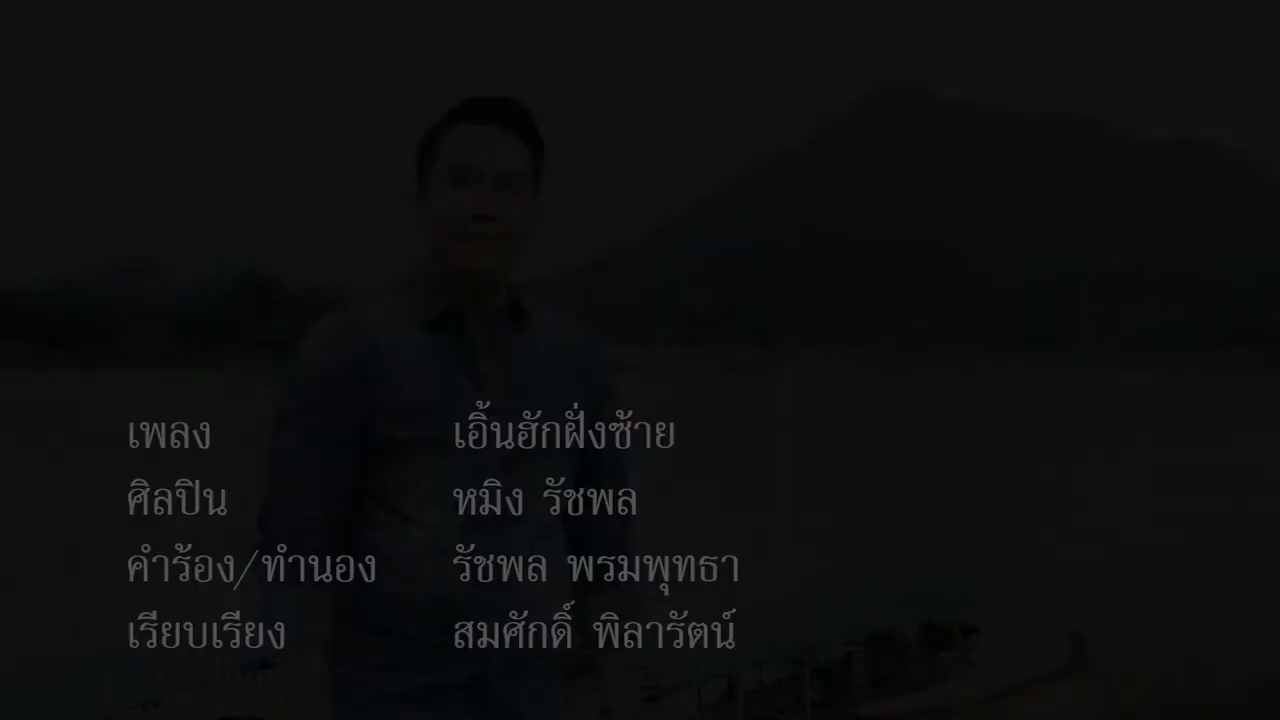 เพลง เอิ้นฮักฝั่งซ้าย
ศิลปิน หมิง รัชพล
คำร้อง/ทำนอง รัชพล พรมพุทธา
เรียบเรียง สมศักดิ์ พิลารัตน์